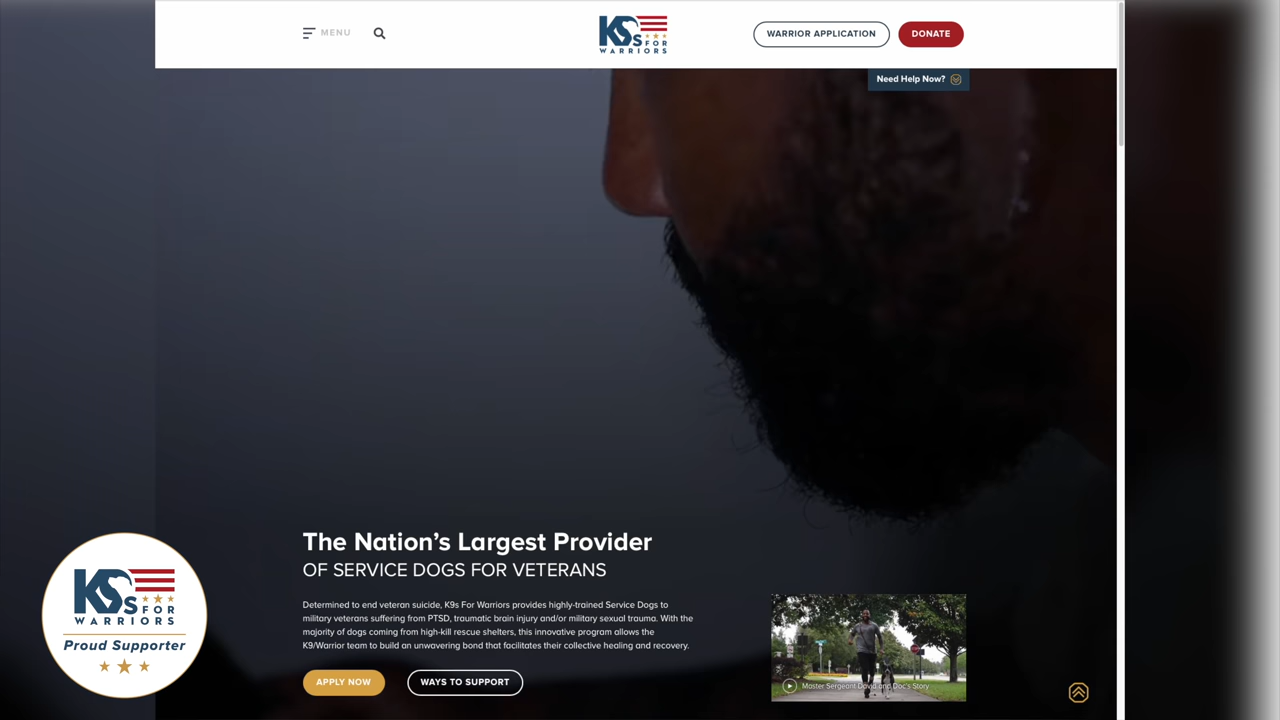 MENU
K9s FOR
WARRIORS
WARRIOR APPLICATION
DONATE
Need Help Now?
The Nation's Largest Provider
OF SERVICE DOGS FOR VETERANS
Determined to end veteran suicide, K9s For Warriors provides highly-trained Service Dogs to
military veterans suffering from PTSD, traumatic brain injury and/or military sexual trauma. With the
majority of dogs coming from high-kill rescue shelters, this innovative program allows the
K9/Warrior team to build an unwavering bond that facilitates their collective healing and recovery.
APPLY NOW
WAYS TO SUPPORT
Master Sergeant David and Doc's Story
K9s FOR
WARRIORS
Proud Supporter